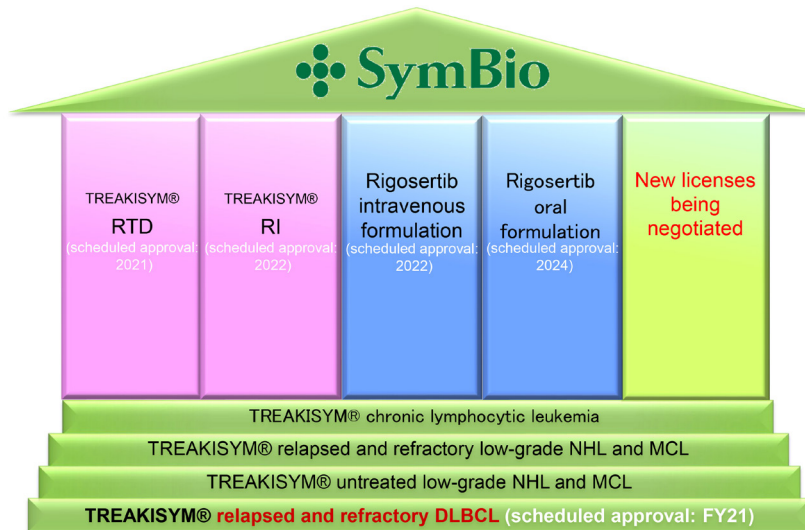 SymBio
TREAKISYM®
RTD
(scheduled approval:
2021)
TREAKISYM®
RI
(scheduled approval:
2022)
Rigosertib
intravenous
formulation
(scheduled approval:
2022)
Rigosertib
oral
formulation
(scheduled approval:
2024)
New licenses
being
negotiated
TREAKISYM® chronic lymphocytic leukemia
TREAKISYM® relapsed and refractory low-grade NHL and MCL
TREAKISYM® untreated low-grade NHL and MCL
TREAKISYM® relapsed and refractory DLBCL (scheduled approval: FY21)